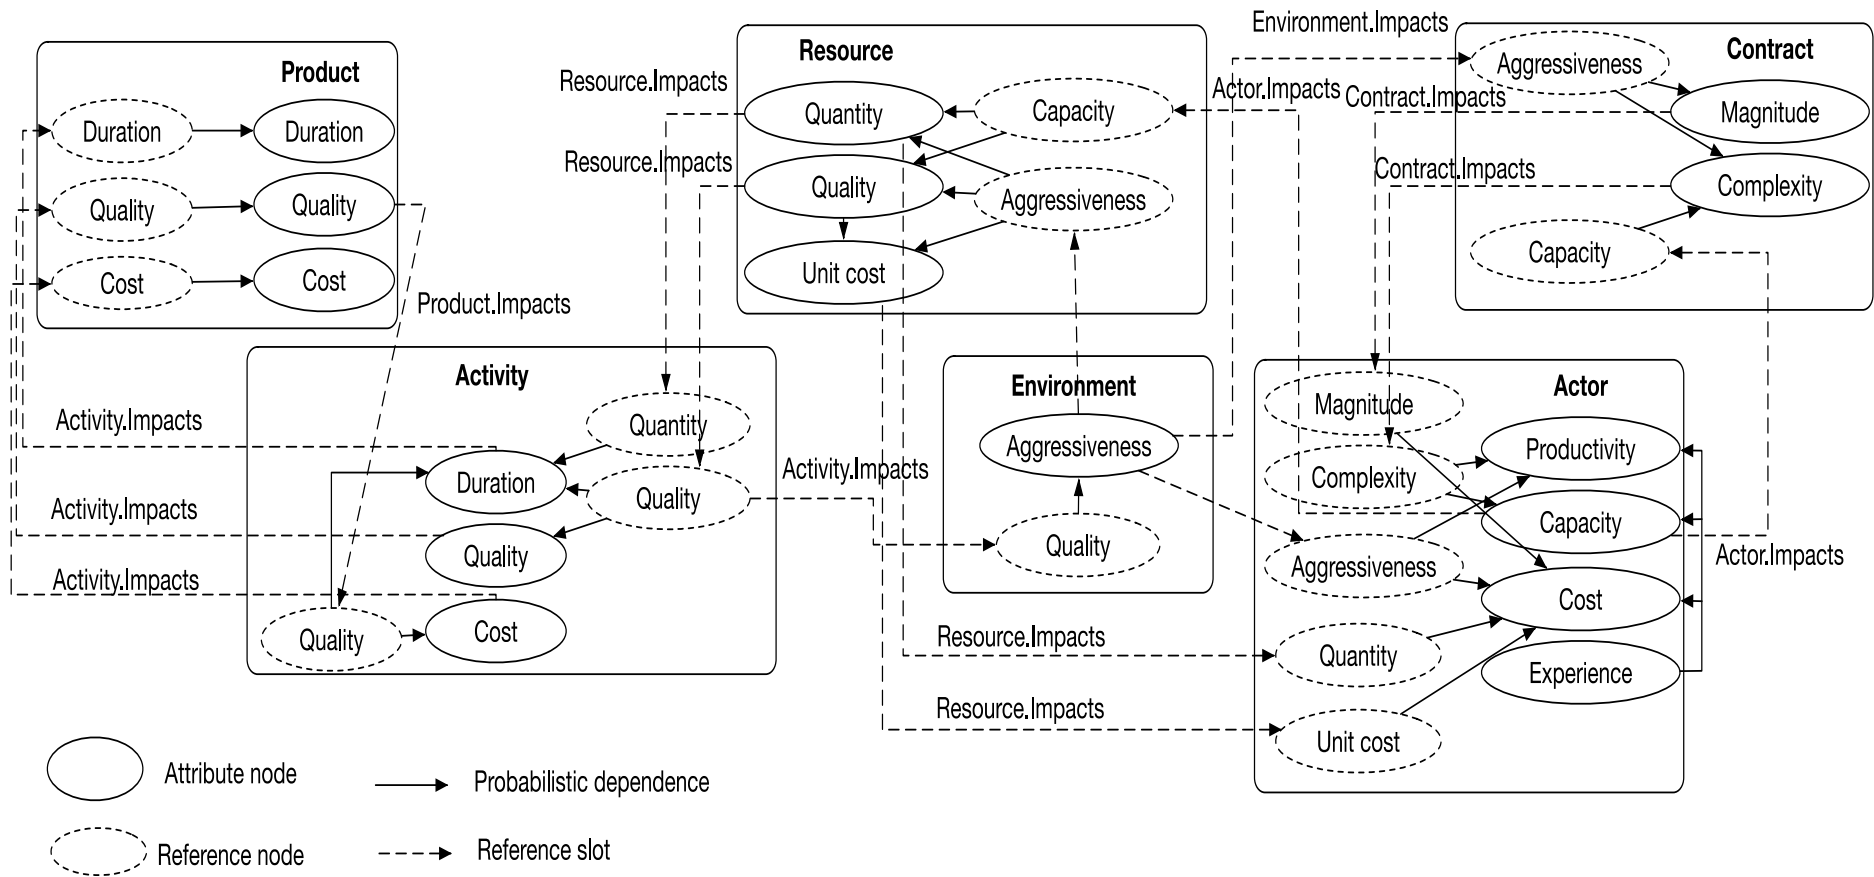 Environment.Impacts
Product
Resource
Contract
Resource.Impacts
Actor.Impacts
Aggressiveness
Contract.Impacts
Duration
Duration
Quantity
Capacity
Magnitude
Resource.Impacts
Contract.Impacts
Quality
Quality
Quality
Aggressiveness
Complexity
Cost
Cost
Unit cost
Capacity
Product.Impacts
Activity
Environment
Actor
Activity.Impacts
Quantity
Aggressiveness
Magnitude
Productivity
Duration
Quality
Activity.Impacts
Complexity
Activity.Impacts
Quality
Quality
Capacity
Activity.Impacts
Aggressiveness
Actor.Impacts
Quality
Cost
Cost
Resource.Impacts
Quantity
Experience
Resource.Impacts
Unit cost
Attribute node
Probabilistic dependence
Reference node
Reference slot